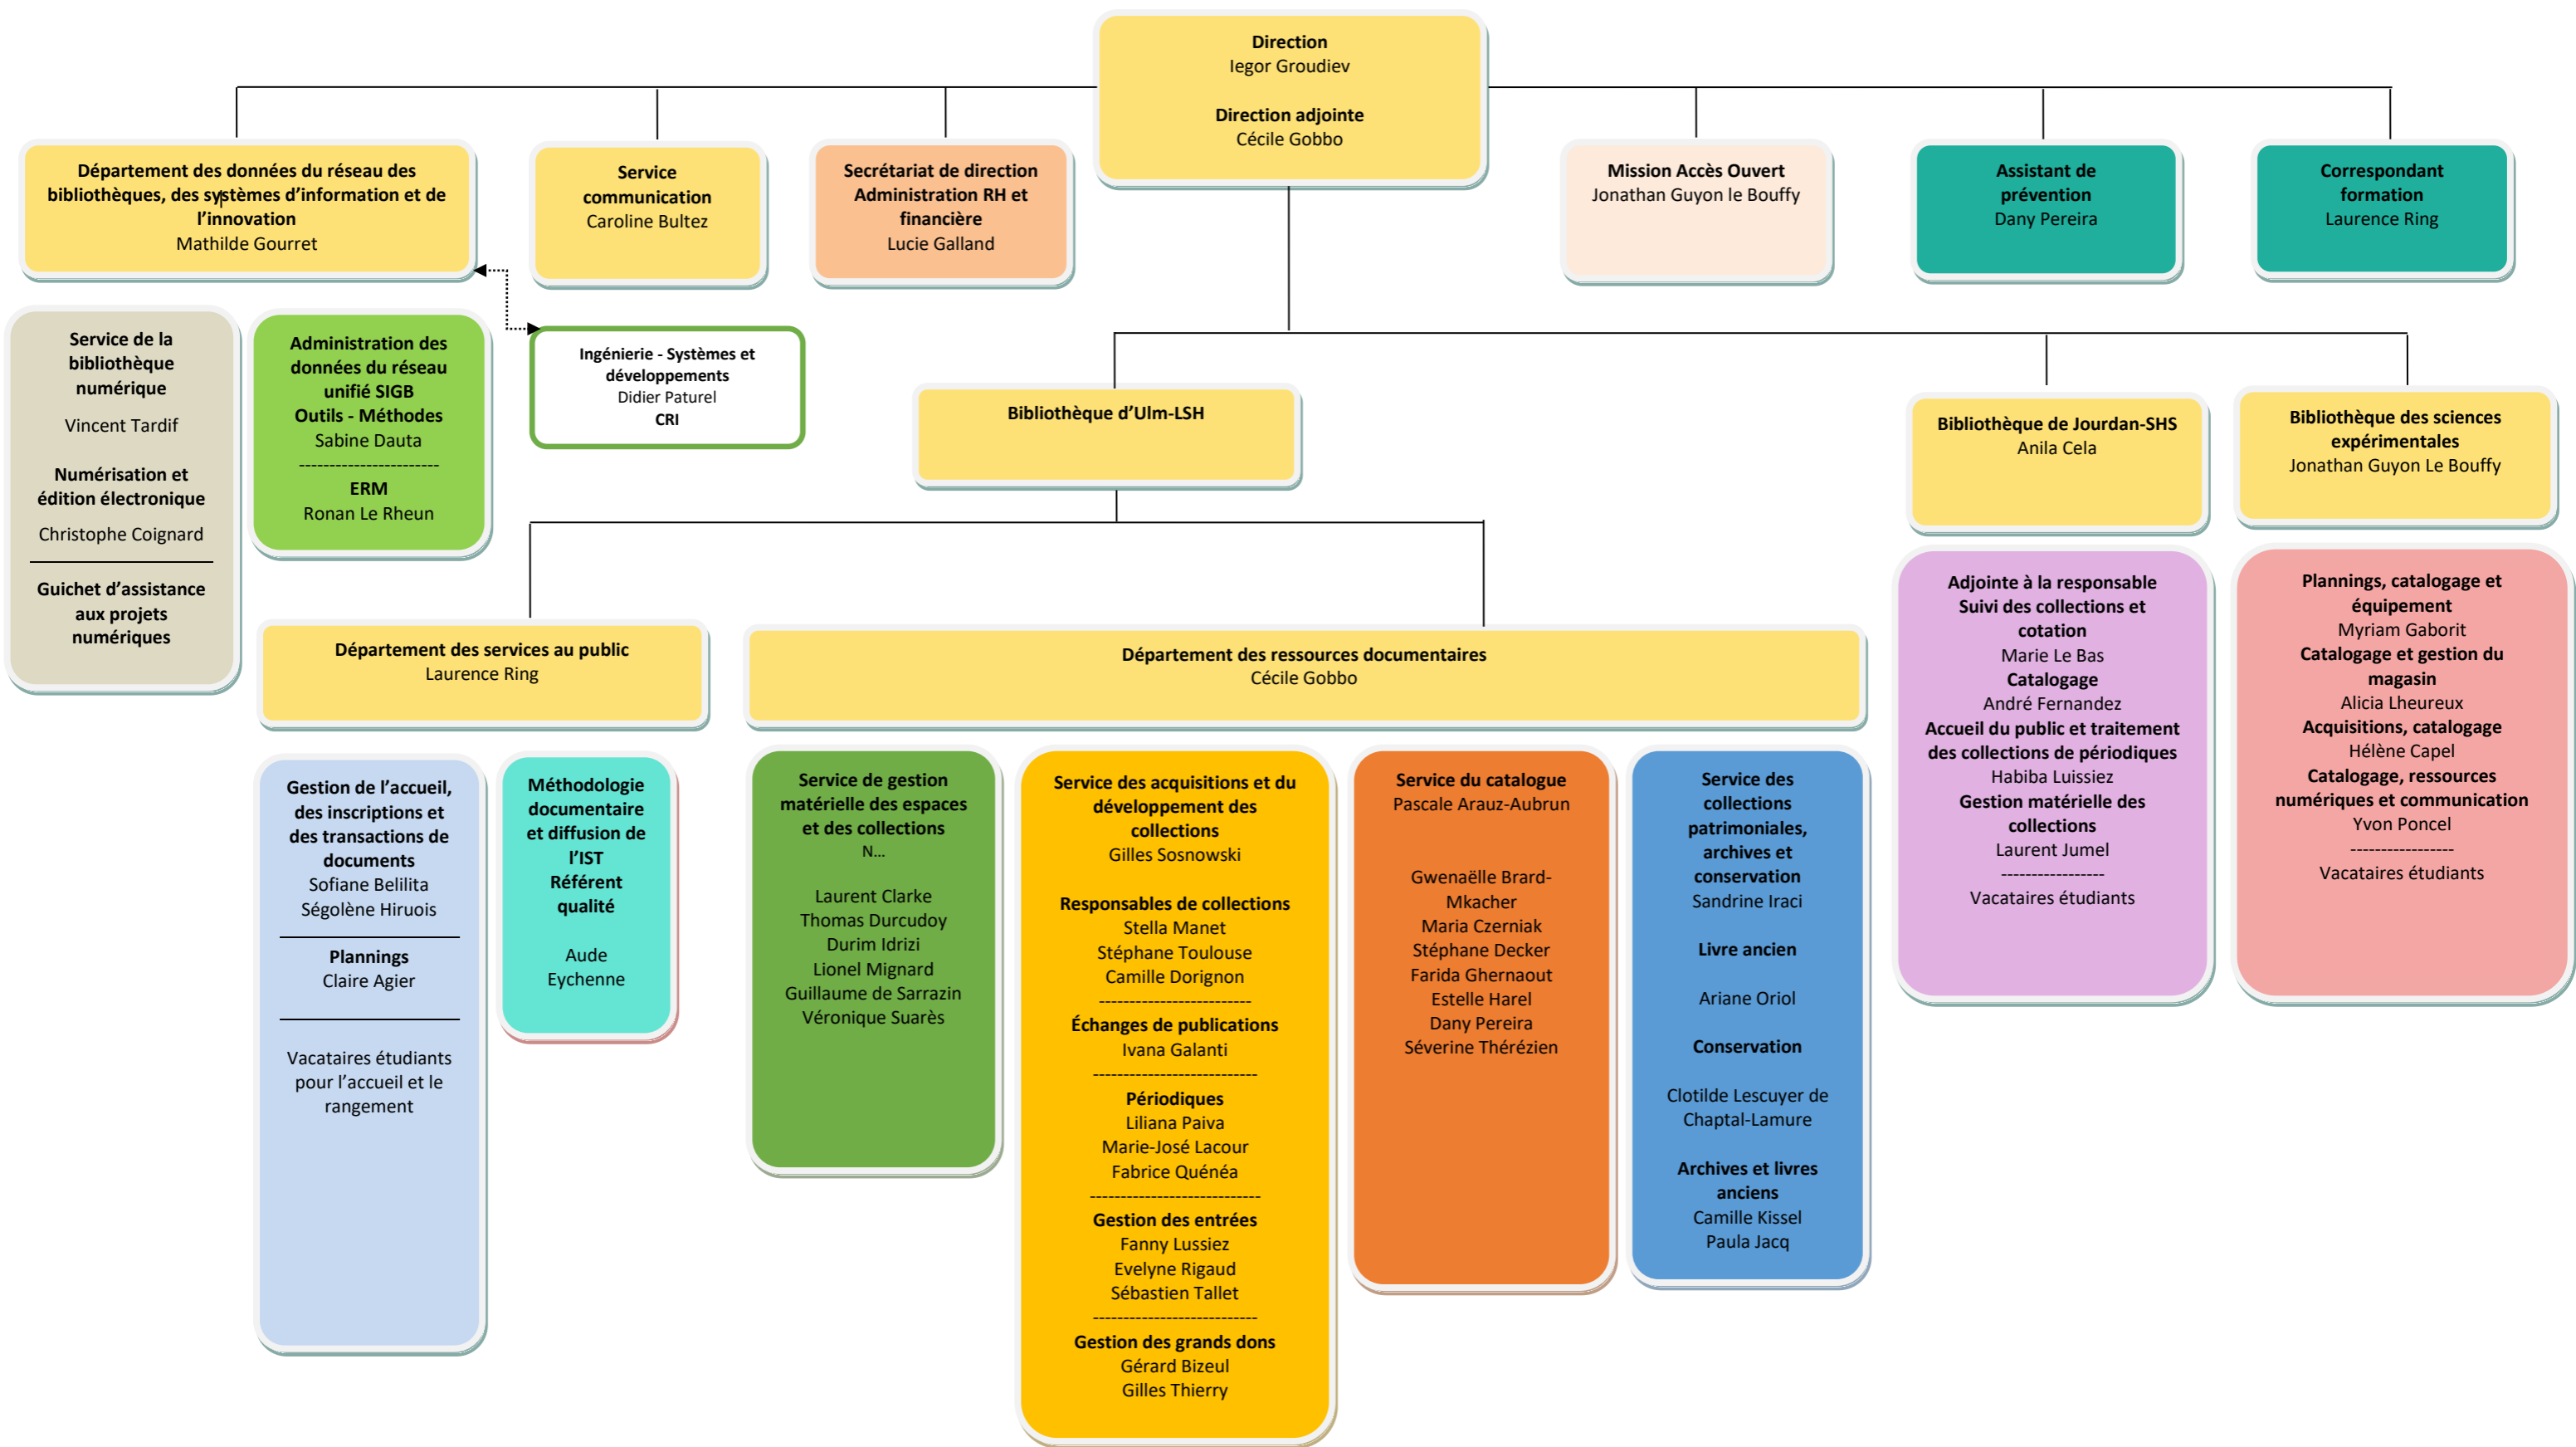 Direction
Iegor Groudiev
Direction adjointe
Cécile Gobbo
Département des données du réseau des
bibliothèques, des systèmes d’information et de
l’innovation
Mathilde Gourret
Service
communication
Caroline Bultez
Secrétariat de direction
Administration RH et
financière
Lucie Galland
Mission Accès Ouvert
Jonathan Guyon le Bouffy
Assistant de
prévention
Dany Pereira
Correspondant
formation
Laurence Ring
Service de la
bibliothèque
numérique
Vincent Tardif
Numérisation et
édition électronique
Christophe Coignard
Guichet d’assistance
aux projets
numériques
Administration des
données du réseau
unifié SIGB
Outils - Méthodes
Sabine Dauta
-----------------------
ERM
Ronan Le Rheun
Ingénierie - Systèmes et
développements
Didier Paturel
CRI
Bibliothèque d’Ulm-LSH
Bibliothèque de Jourdan-SHS
Anila Cela
Bibliothèque des sciences
expérimentales
Jonathan Guyon Le Bouffy
Département des services au public
Laurence Ring
Département des ressources documentaires
Cécile Gobbo
Adjointe à la responsable
Suivi des collections et
cotation
Marie Le Bas
Catalogage
André Fernandez
Accueil du public et traitement
des collections de périodiques
Habiba Luissiez
Gestion matérielle des
collections
Laurent Jumel
-----------------
Vacataires étudiants
Plannings, catalogage et
équipement
Myriam Gaborit
Catalogage et gestion du
magasin
Alicia Lheureux
Acquisitions, catalogage
Hélène Capel
Catalogage, ressources
numériques et communication
Yvon Poncel
-----------------
Vacataires étudiants
Gestion de l’accueil,
des inscriptions et
des transactions de
documents
Sofiane Belilita
Ségolène Hiruois
Plannings
Claire Agier
Vacataires étudiants
pour l’accueil et le
rangement
Méthodologie
documentaire
et diffusion de
l’IST
Référent
qualité
Aude
Eychenne
Service de gestion
matérielle des espaces
et des collections
N…
Laurent Clarke
Thomas Durcudoy
Durim Idrizi
Lionel Mignard
Guillaume de Sarrazin
Véronique Suarès
Service des acquisitions et du
développement des
collections
Gilles Sosnowski
Responsables de collections
Stella Manet
Stéphane Toulouse
Camille Dorignon
-------------------------
Échanges de publications
Ivana Galanti
---------------------------
Périodiques
Liliana Paiva
Marie-José Lacour
Fabrice Quénéa
----------------------------
Gestion des entrées
Fanny Lussiez
Evelyne Rigaud
Sébastien Tallet
---------------------------
Gestion des grands dons
Gérard Bizeul
Gilles Thierry
Service du catalogue
Pascale Arauz-Aubrun
Gwenaëlle Brard-
Mkacher
Maria Czerniak
Stéphane Decker
Farida Ghernaout
Estelle Harel
Dany Pereira
Séverine Thérézien
Service des
collections
patrimoniales,
archives et
conservation
Sandrine Iraci
Livre ancien
Ariane Oriol
Conservation
Clotilde Lescuyer de
Chaptal-Lamure
Archives et livres
anciens
Camille Kissel
Paula Jacq